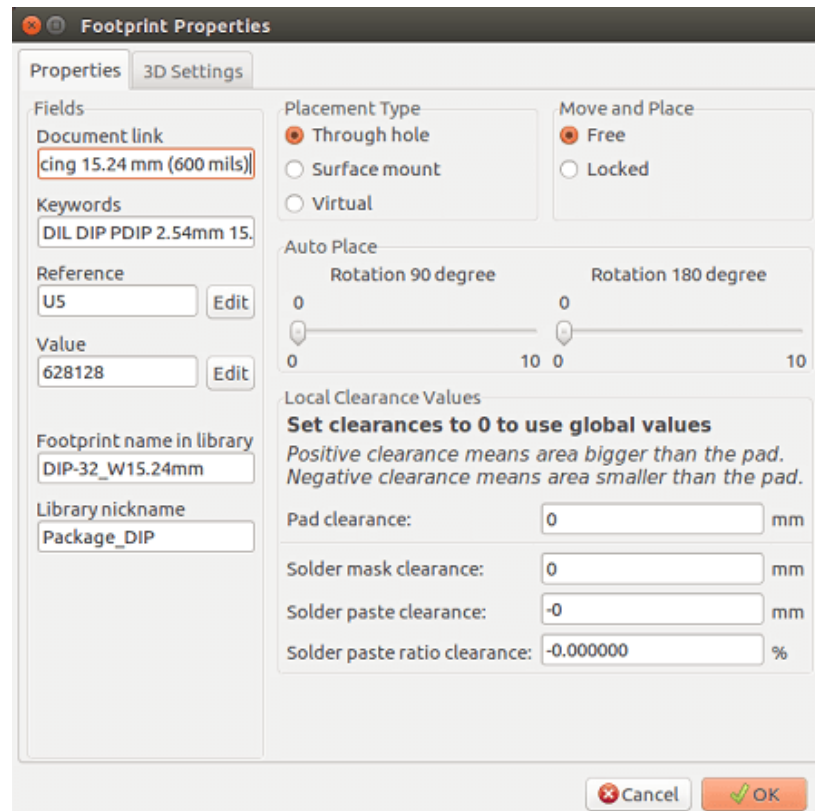 Footprint Properties
Properties
3D Settings
Fields
Document link
cing 15.24 mm (600 mils)
Keywords
DIL DIP PDIP 2.54mm 15.
Reference
U5
Edit
Value
628128
Edit
Footprint name in library
DIP-32_W15.24mm
Library nickname
Package_DIP
Placement Type
Through hole
Surface mount
Virtual
Move and Place
Free
Locked
Auto Place
Rotation 90 degree
0
0 10
Rotation 180 degree
0
0 10
Local Clearance Values
Set clearances to 0 to use global values
Positive clearance means area bigger than the pad.
Negative clearance means area smaller than the pad.
Pad clearance: 0 mm
Solder mask clearance: 0 mm
Solder paste clearance: -0 mm
Solder paste ratio clearance: -0.000000 %
Cancel
OK